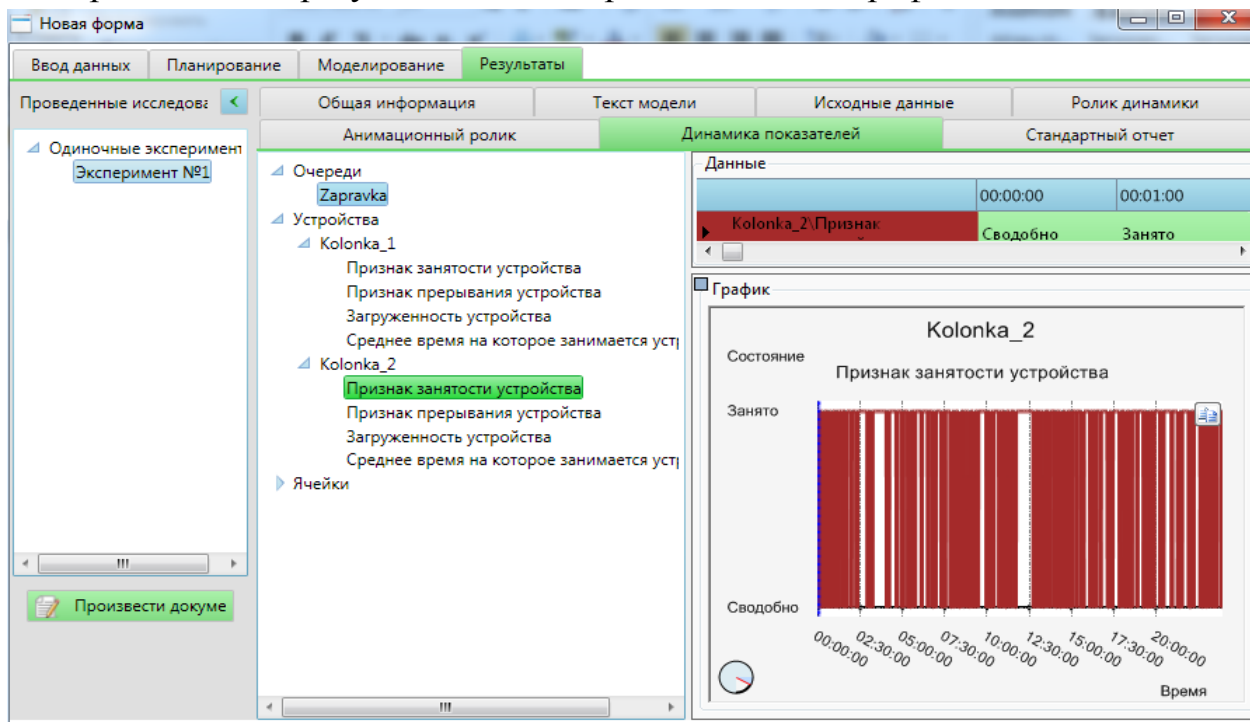 Новая форма
Ввод данных Планирование Моделирование Результаты
Проведенные исследова <
Общая информация Текст модели Исходные данные Ролик динамики
Анимационный ролик Динамика показателей Стандартный отчет
Одиночные эксперимент
Эксперимент №1
Произвести докуме
Очереди
Zapravka
Устройства
Kolonka_1
Признак занятости устройства
Признак прерывания устройства
Загруженность устройства
Среднее время на которое занимается уст
Kolonka_2
Признак занятости устройства
Признак прерывания устройства
Загруженность устройства
Среднее время на которое занимается уст
Ячейки
Данные
00:00:00 00:01:00
Kolonka_2\Признак
Сводобно Занято
График
Kolonka_2
Состояние
Признак занятости устройства
Занято
Сводобно
00:00:00 02:30:00 05:00:00 07:30:00 10:00:00 12:30:00 15:00:00 17:30:00 20:00:00
Время